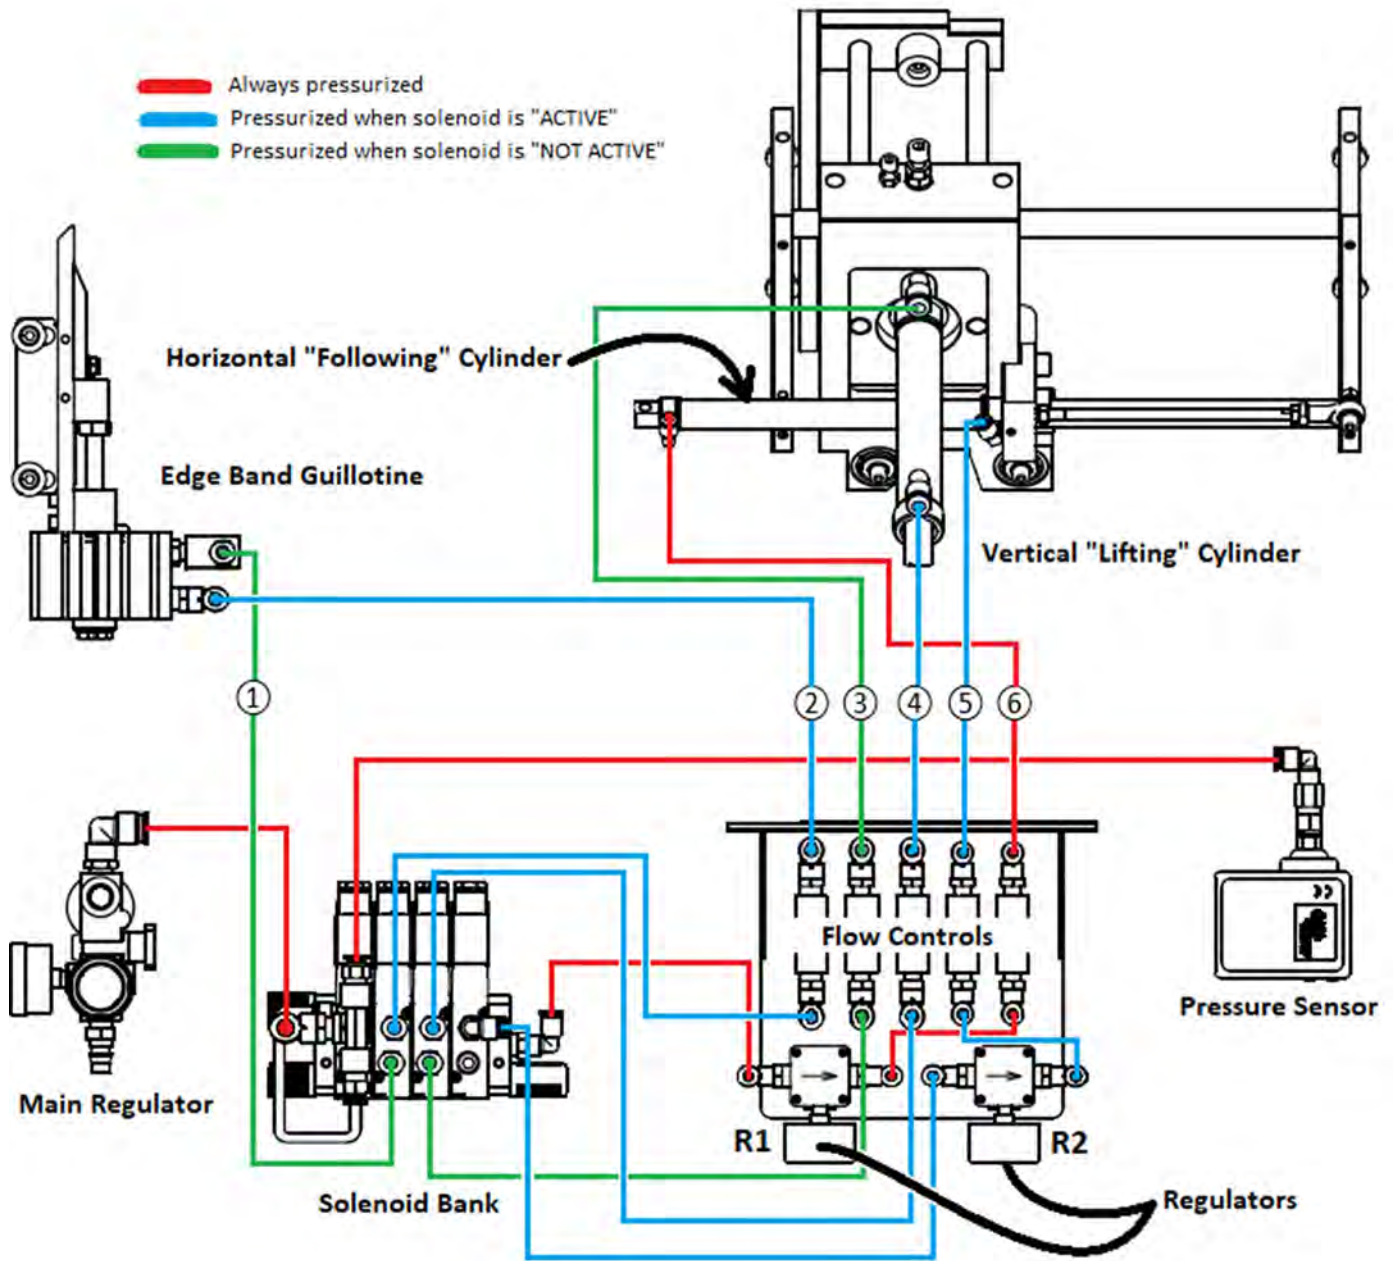 Always pressurized
Pressurized when solenoid is "ACTIVE"
Pressurized when solenoid is "NOT ACTIVE"
Horizontal "Following" Cylinder
Edge Band Guillotine
Vertical "Lifting" Cylinder
1
2
3
4
5
6
Flow Controls
CE
Pressure Sensor
Main Regulator
R1
R2
Solenoid Bank
Regulators